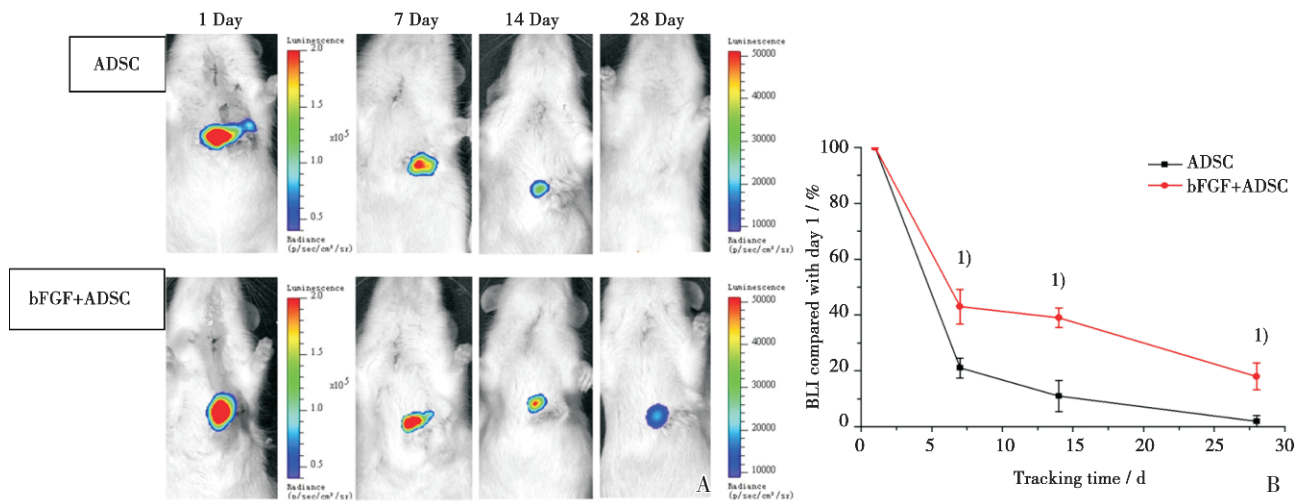 1 Day
7 Day
14 Day
28 Day
ADSC
Luminescence
2.0
1.5
x10⁵
1.0
0.5
Radiance
(p/sec/cm²/sr)
Luminescence
50000
40000
30000
20000
10000
Radiance
(p/sec/cm²/sr)
bFGF+ADSC
Luminescence
2.0
1.5
x10⁵
1.0
0.5
Radiance
(p/sec/cm²/sr)
Luminescence
50000
40000
30000
20000
10000
Radiance
(p/sec/cm²/sr)
A
ADSC
bFGF+ADSC
BLI compared with day 1 / %
100
80
60
40
20
0
1)
1)
1)
0
5
10
15
20
25
30
Tracking time / d
B